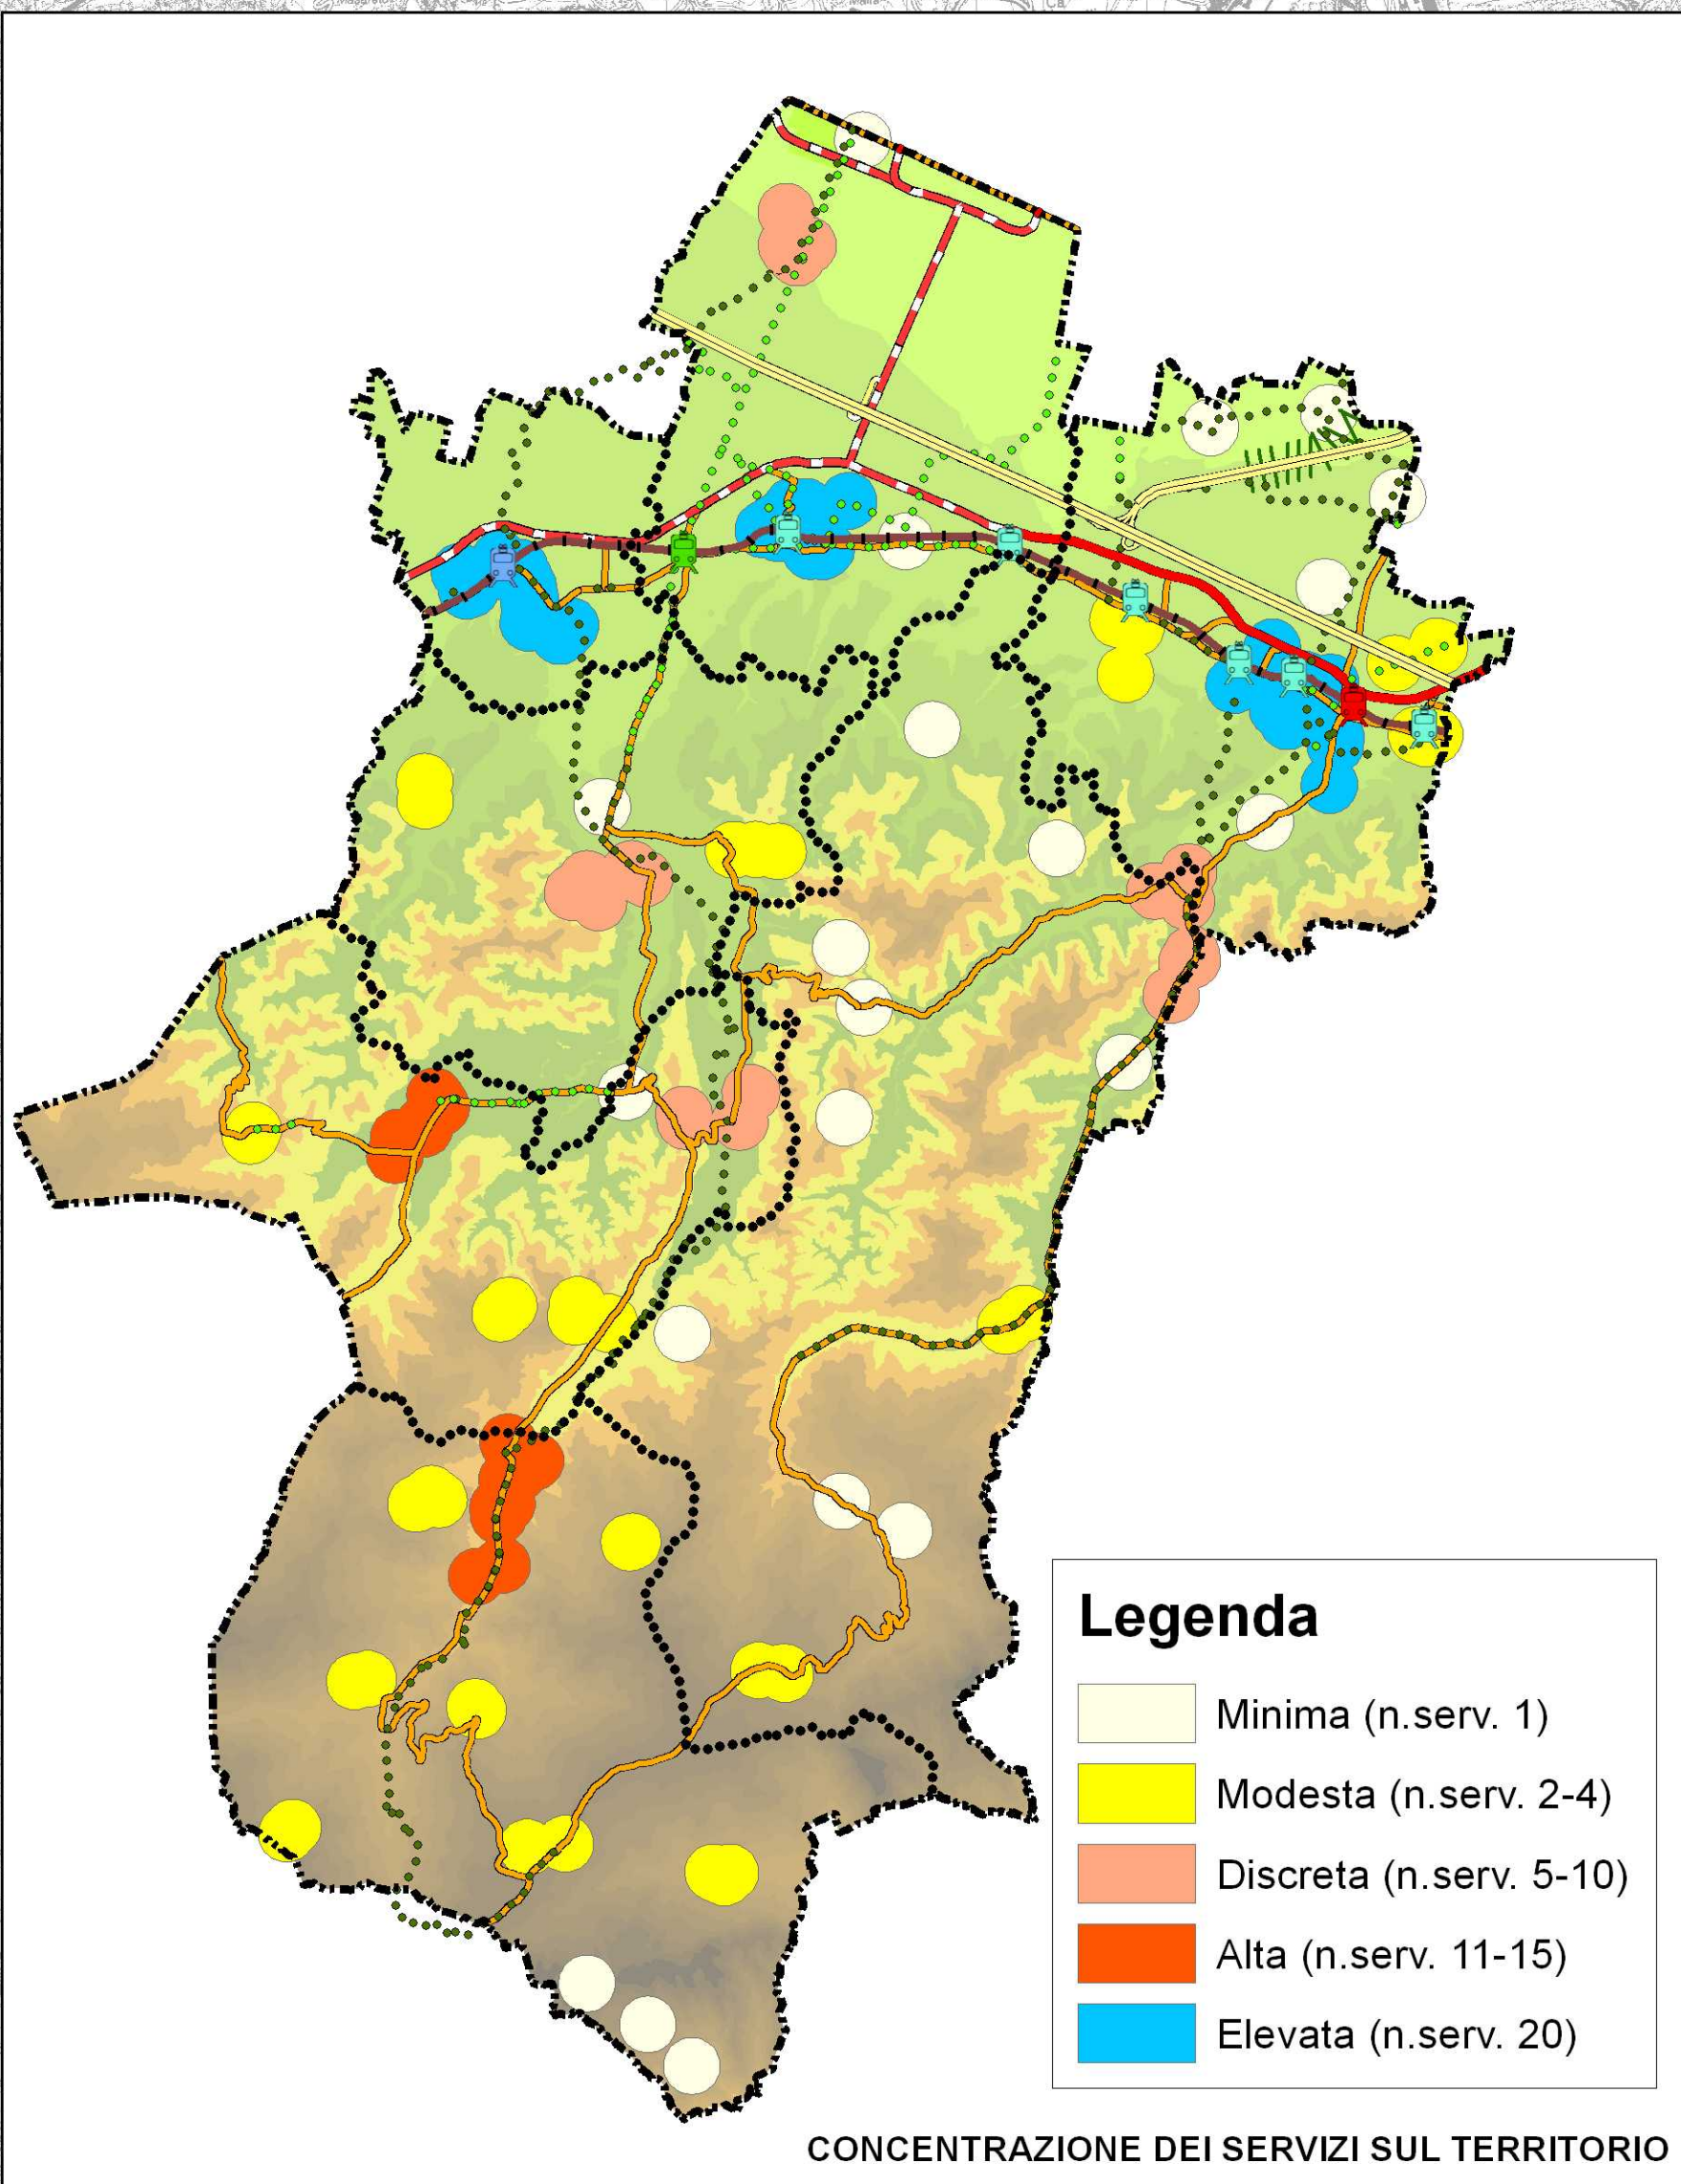 Legenda
Minima (n.serv. 1)
Modesta (n.serv. 2-4)
Discreta (n.serv. 5-10)
Alta (n.serv. 11-15)
Elevata (n.serv. 20)
CONCENTRAZIONE DEI SERVIZI SUL TERRITORIO